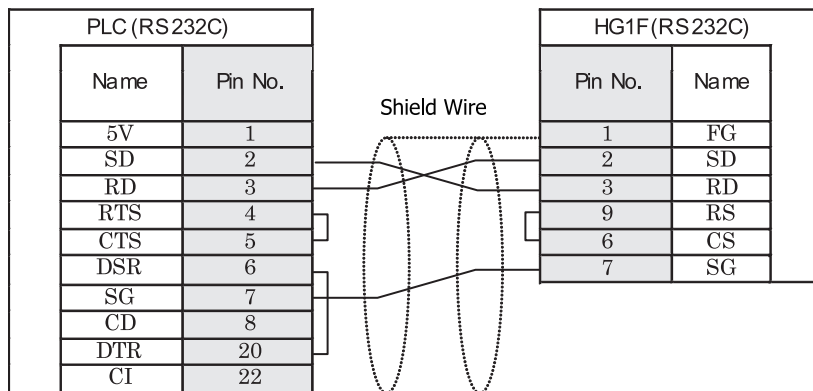 PLC (RS232C)
Name Pin No.
5V 1
SD 2
RD 3
RTS 4
CTS 5
DSR 6
SG 7
CD 8
DTR 20
CI 22
Shield Wire
HG1F(RS232C)
Pin No. Name
1 FG
2 SD
3 RD
9 RS
6 CS
7 SG